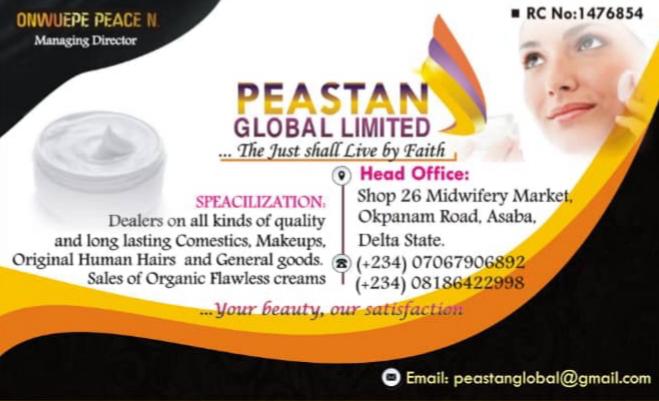 ONWUEPE PEACE N.
Managing Director
RC No:1476854
PEASTAN
GLOBAL LIMITED
... The Just shall Live by Faith
SPEACILIZATION:
Dealers on all kinds of quality
and long lasting Comestics, Makeups,
Original Human Hairs and General goods.
Sales of Organic Flawless creams
Head Office:
Shop 26 Midwifery Market,
Okpanam Road, Asaba,
Delta State.
(+234) 07067906892
(+234) 08186422998
...Your beauty, our satisfaction
Email: peastanglobal@gmail.com